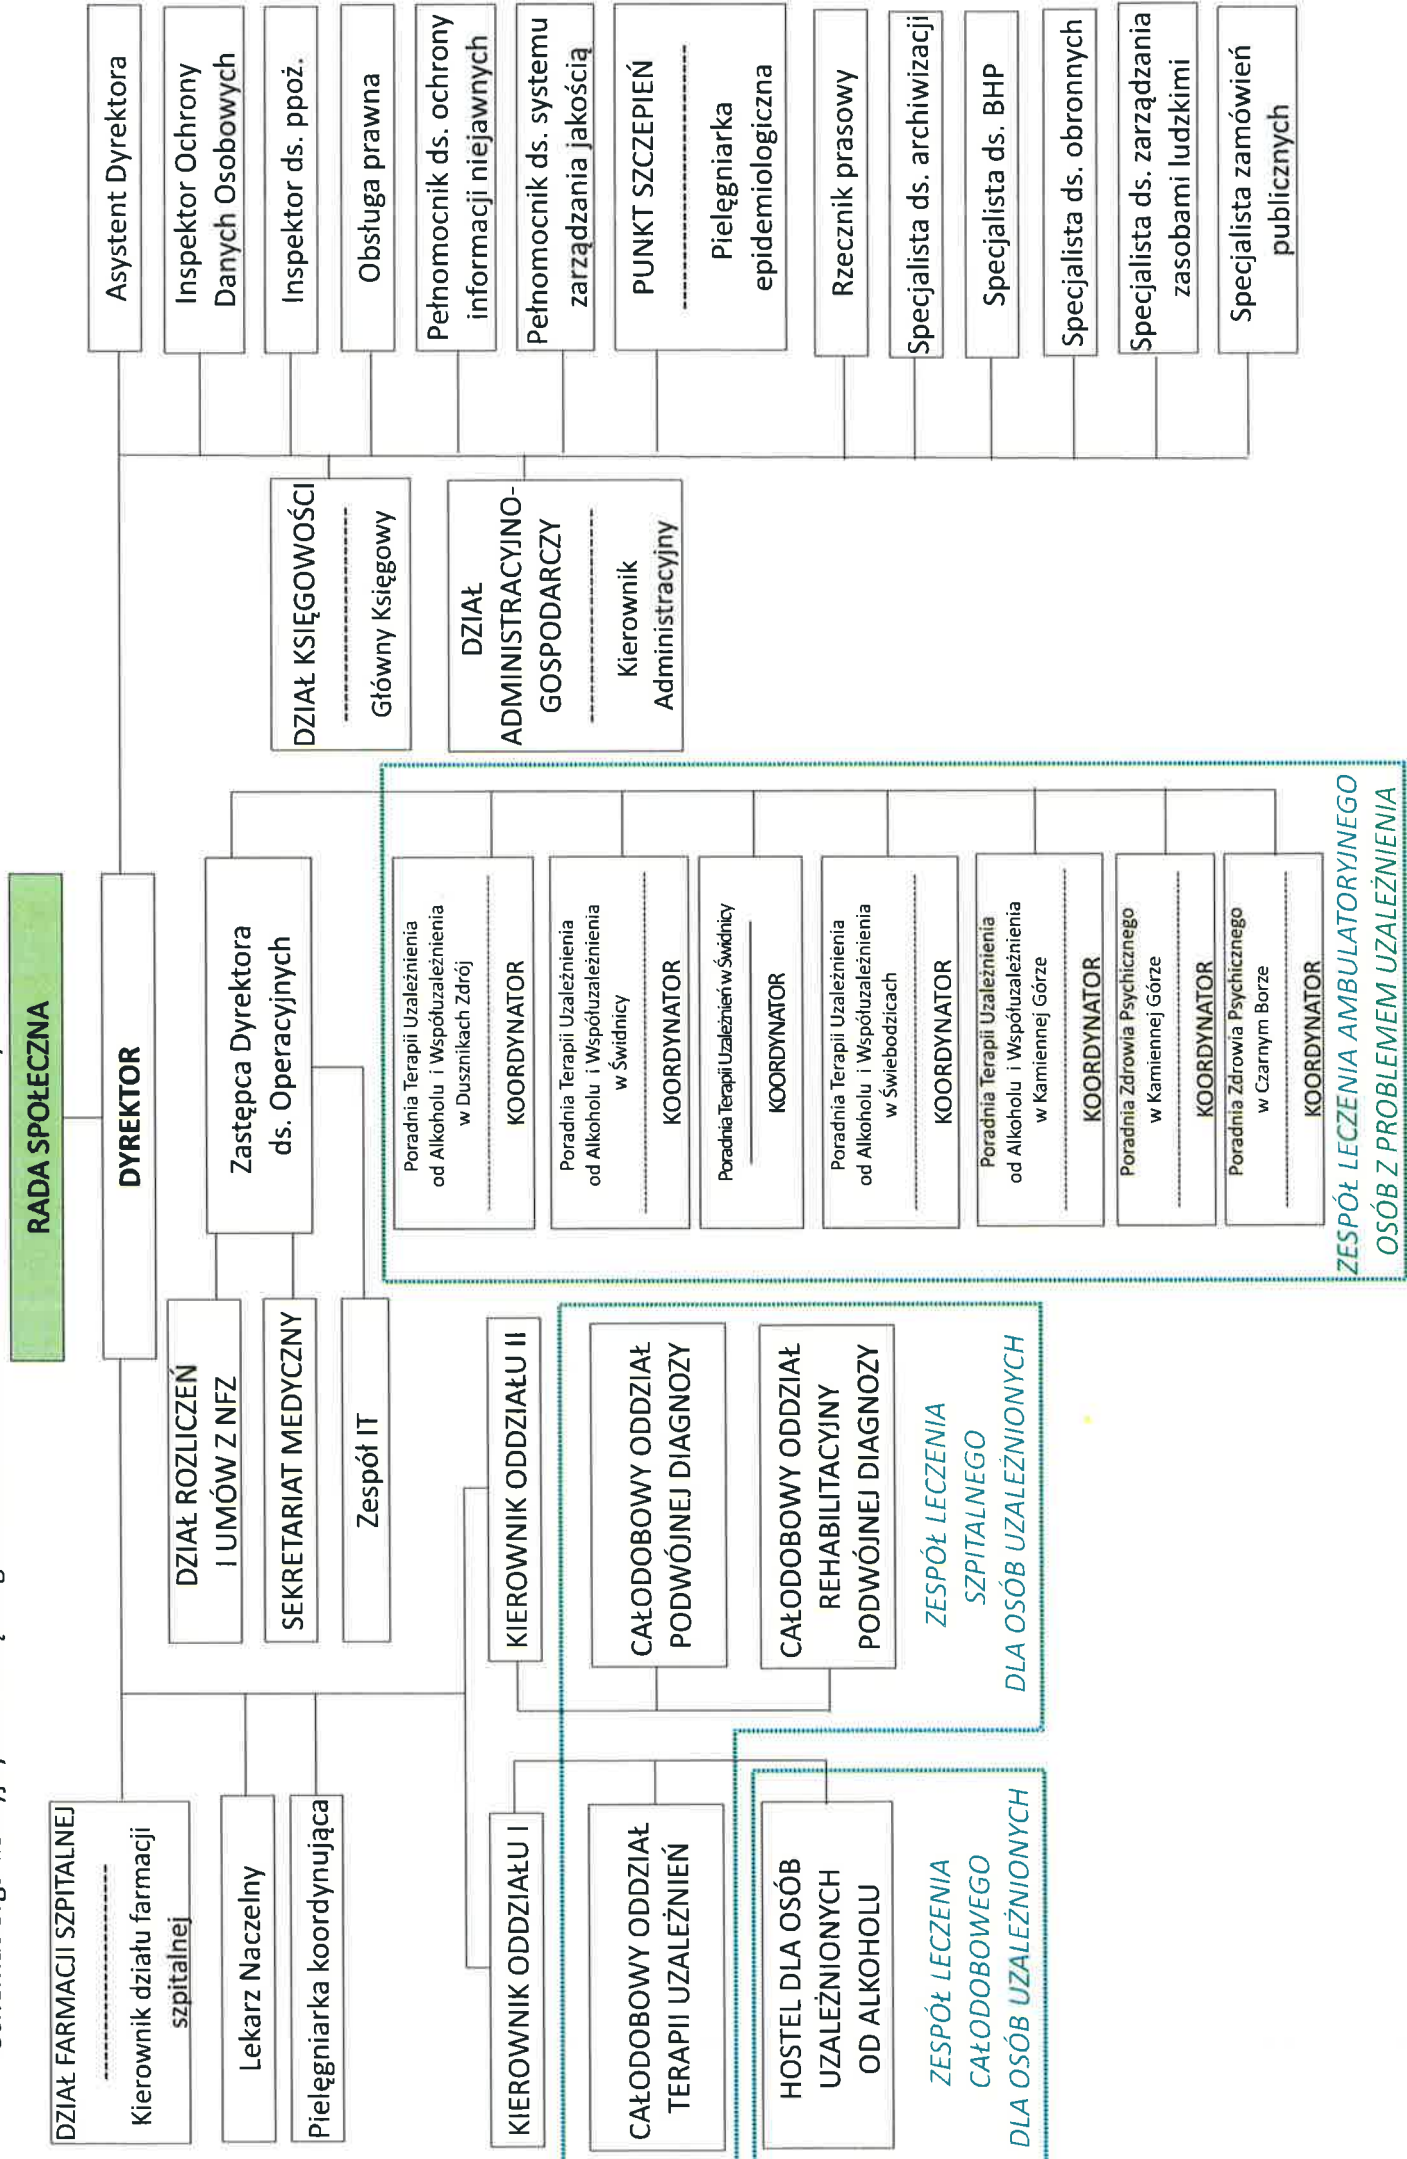 RADA SPOŁECZNA
DYREKTOR
DZIAŁ FARMACJI SZPITALNEJ
Kierownik działu farmacji
szpitalnej
Lekarz Naczelny
Pielęgniarka koordynująca
KIEROWNIK ODDZIAŁU I
CAŁODOBOWY ODDZIAŁ
TERAPII UZALEŻNIEŃ
HOSTEL DLA OSÓB
UZALEŻNIONYCH
OD ALKOHOLU
ZESPÓŁ LECZENIA
CAŁODOBOWEGO
DLA OSÓB UZALEŻNIONYCH
DZIAŁ ROZLICZEŃ
I UMÓW Z NFZ
SEKRETARIAT MEDYCZNY
Zespół IT
KIEROWNIK ODDZIAŁU II
CAŁODOBOWY ODDZIAŁ
PODWÓJNEJ DIAGNOZY
CAŁODOBOWY ODDZIAŁ
REHABILITACYJNY
PODWÓJNEJ DIAGNOZY
ZESPÓŁ LECZENIA
SZPITALNEGO
DLA OSÓB UZALEŻNIONYCH
Zastępca Dyrektora
ds. Operacyjnych
Poradnia Terapii Uzależnienia
od Alkoholu i Współuzależnienia
w Dusznikach Zdrój
KOORDYNATOR
Poradnia Terapii Uzależnienia
od Alkoholu i Współuzależnienia
w Świdnicy
KOORDYNATOR
Poradnia Terapii Uzależnień w Świdnicy
KOORDYNATOR
Poradnia Terapii Uzależnienia
od Alkoholu i Współuzależnienia
w Świebodzicach
KOORDYNATOR
Poradnia Terapii Uzależnienia
od Alkoholu i Współuzależnienia
w Kamiennej Górze
KOORDYNATOR
Poradnia Zdrowia Psychicznego
w Kamiennej Górze
KOORDYNATOR
Poradnia Zdrowia Psychicznego
w Czarnym Borze
KOORDYNATOR
ZESPÓŁ LECZENIA AMBULATORYJNEGO
OSÓB Z PROBLEMEM UZALEŻNIENIA
DZIAŁ KSIĘGOWOŚCI
Główny Księgowy
DZIAŁ
ADMINISTRACYJNO-
GOSPODARCZY
Kierownik
Administracyjny
Asystent Dyrektora
Inspektor Ochrony
Danych Osobowych
Inspektor ds. ppoż.
Obsługa prawna
Pełnomocnik ds. ochrony
informacji niejawnych
Pełnomocnik ds. systemu
zarządzania jakością
PUNKT SZCZEPIEŃ
Pielęgniarka
epidemiologiczna
Rzecznik prasowy
Specjalista ds. archiwizacji
Specjalista ds. BHP
Specjalista ds. obronnych
Specjalista ds. zarządzania
zasobami ludzkimi
Specjalista zamówień
publicznych